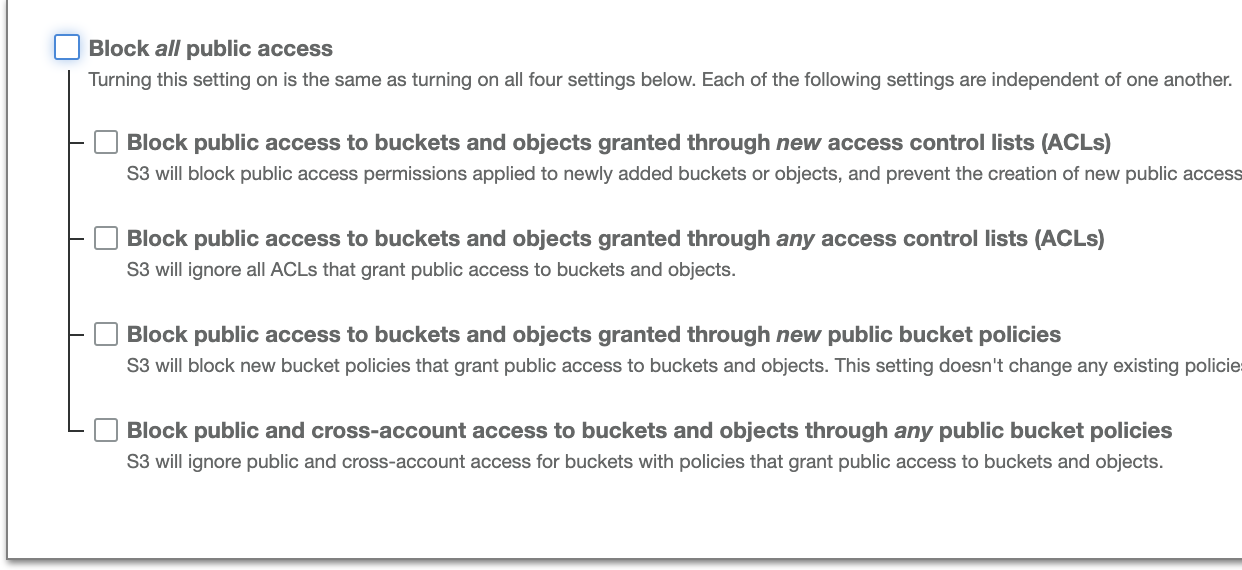 Block all public access
Turning this setting on is the same as turning on all four settings below. Each of the following settings are independent of one another.
Block public access to buckets and objects granted through new access control lists (ACLs)
S3 will block public access permissions applied to newly added buckets or objects, and prevent the creation of new public access
Block public access to buckets and objects granted through any access control lists (ACLs)
S3 will ignore all ACLs that grant public access to buckets and objects.
Block public access to buckets and objects granted through new public bucket policies
S3 will block new bucket policies that grant public access to buckets and objects. This setting doesn't change any existing policies
Block public and cross-account access to buckets and objects through any public bucket policies
S3 will ignore public and cross-account access for buckets with policies that grant public access to buckets and objects.